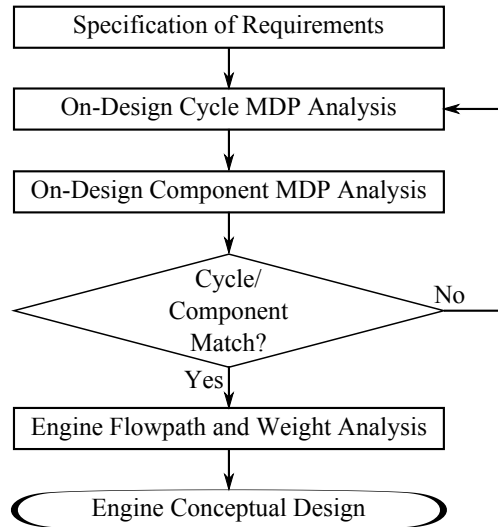 Specification of Requirements
On-Design Cycle MDP Analysis
On-Design Component MDP Analysis
Cycle/
Component
Match?
No
Yes
Engine Flowpath and Weight Analysis
Engine Conceptual Design